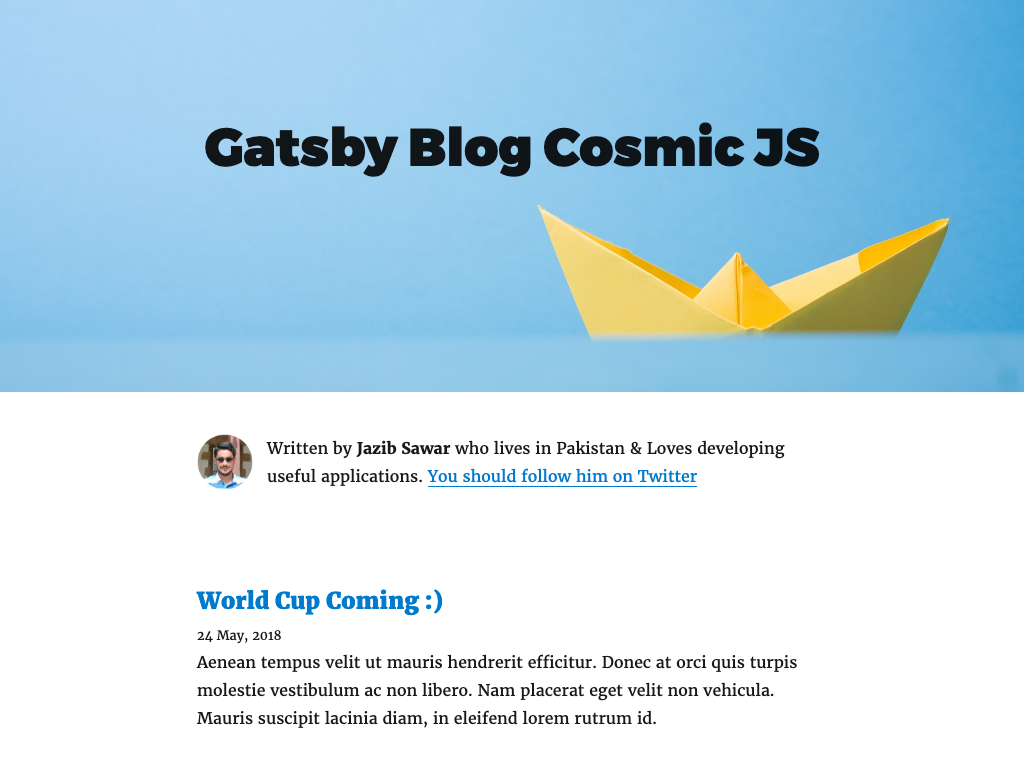 Gatsby Blog Cosmic JS
Written by Jazib Sawar who lives in Pakistan & Loves developing
useful applications. You should follow him on Twitter
World Cup Coming :)
24 May, 2018
Aenean tempus velit ut mauris hendrerit efficitur. Donec at orci quis turpis
molestie vestibulum ac non libero. Nam placerat eget velit non vehicula.
Mauris suscipit lacinia diam, in eleifend lorem rutrum id.